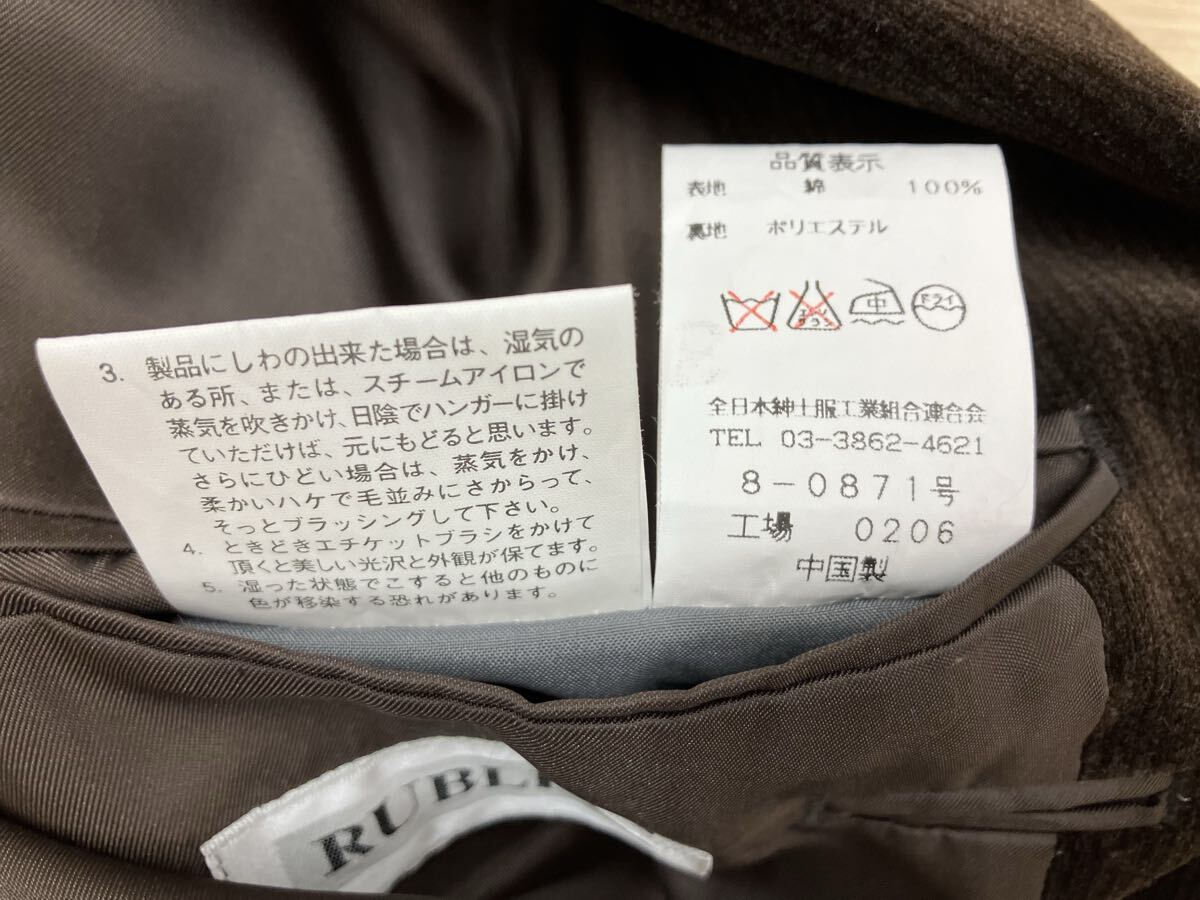 3. 製品にしわの出来た場合は、湿気の
ある所、または、スチームアイロンで
蒸気を吹きかけ、日陰でハンガーに掛け
ていただけば、元にもどると思います。
さらにひどい場合は、蒸気をかけ、
柔かいハケで毛並みにさからって、
そっとブラッシングして下さい。
4. ときどきエチケットブラシをかけて
頂くと美しい光沢と外観が保てます。
5. 湿った状態でこすると他のものに
色が移染する恐れがあります。
品質表示
表地 綿 100%
裏地 ポリエステル
中 ドライ
全日本紳士服工業組合連合会
TEL 03-3862-4621
8-0871号
工場 0206
中国製
RUBL